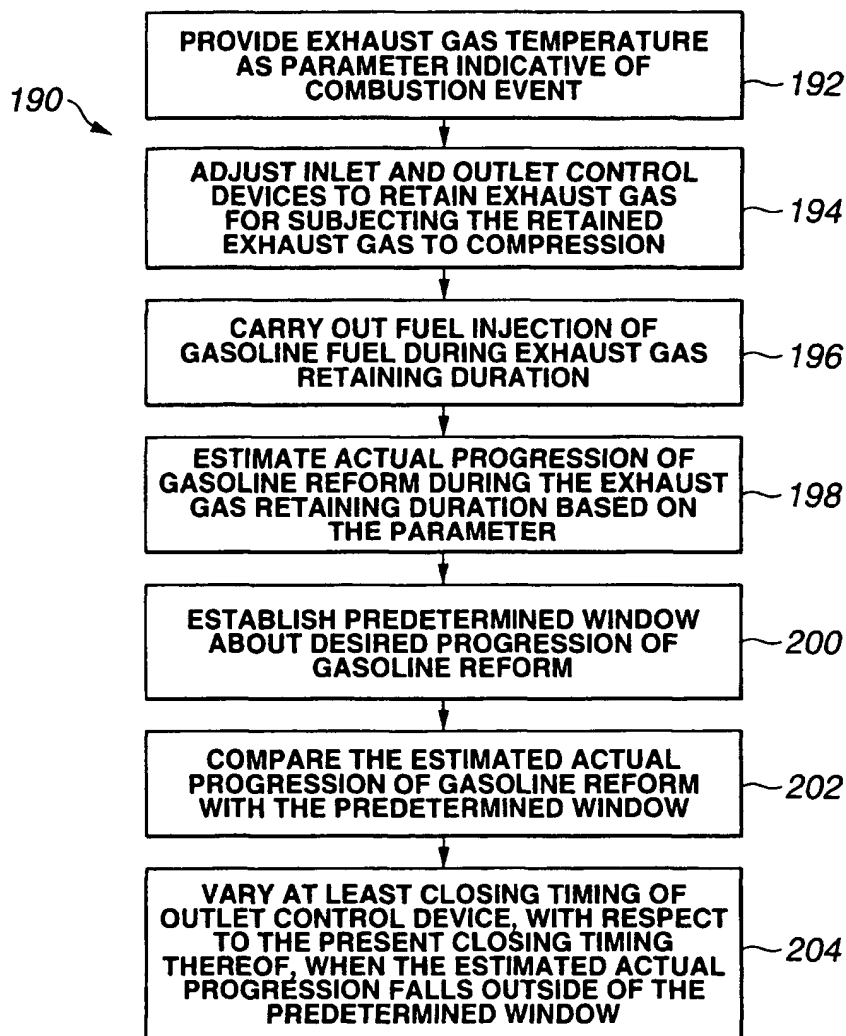 PROVIDE EXHAUST GAS TEMPERATURE
AS PARAMETER INDICATIVE OF
COMBUSTION EVENT
192
190
ADJUST INLET AND OUTLET CONTROL
DEVICES TO RETAIN EXHAUST GAS
FOR SUBJECTING THE RETAINED
EXHAUST GAS TO COMPRESSION
194
CARRY OUT FUEL INJECTION OF
GASOLINE FUEL DURING EXHAUST GAS
RETAINING DURATION
196
ESTIMATE ACTUAL PROGRESSION OF
GASOLINE REFORM DURING THE EXHAUST
GAS RETAINING DURATION BASED ON
THE PARAMETER
198
ESTABLISH PREDETERMINED WINDOW
ABOUT DESIRED PROGRESSION OF
GASOLINE REFORM
200
COMPARE THE ESTIMATED ACTUAL
PROGRESSION OF GASOLINE REFORM
WITH THE PREDETERMINED WINDOW
202
VARY AT LEAST CLOSING TIMING OF
OUTLET CONTROL DEVICE, WITH RESPECT
TO THE PRESENT CLOSING TIMING
THEREOF, WHEN THE ESTIMATED ACTUAL
PROGRESSION FALLS OUTSIDE OF THE
PREDETERMINED WINDOW
204